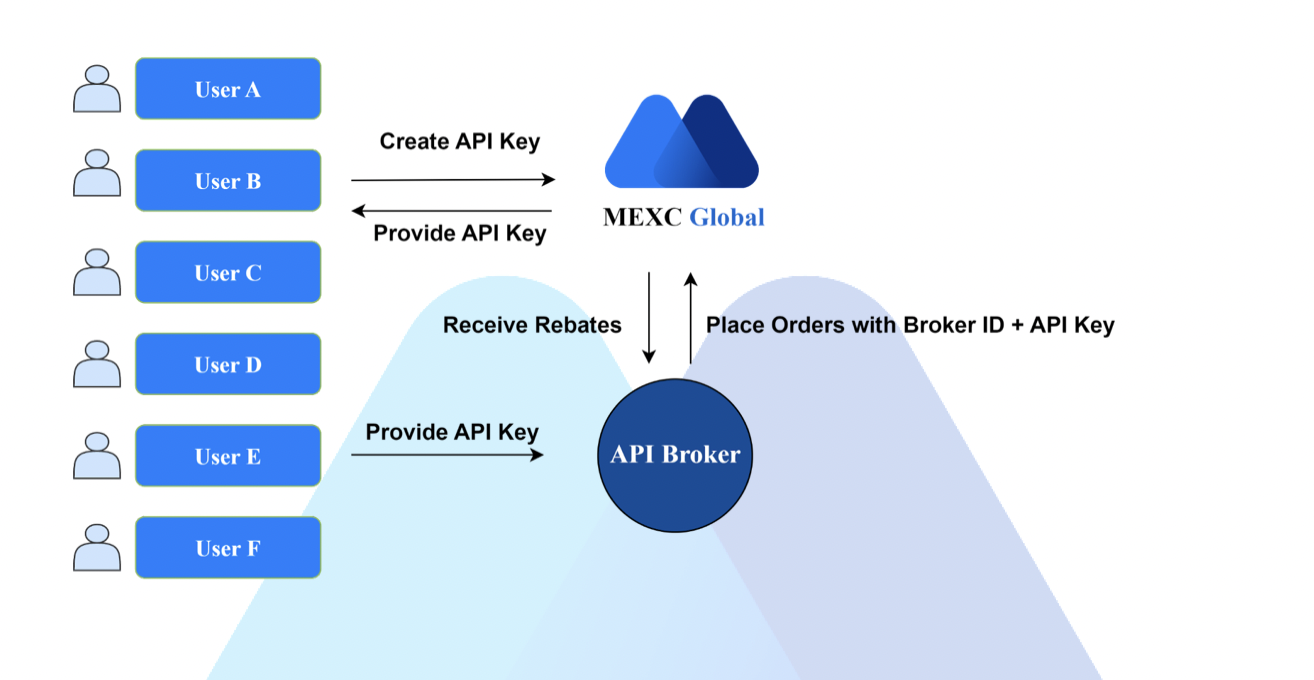 User A
User B
User C
User D
User E
User F
Create API Key
Provide API Key
MEXC Global
Receive Rebates
Place Orders with Broker ID + API Key
Provide API Key
API Broker